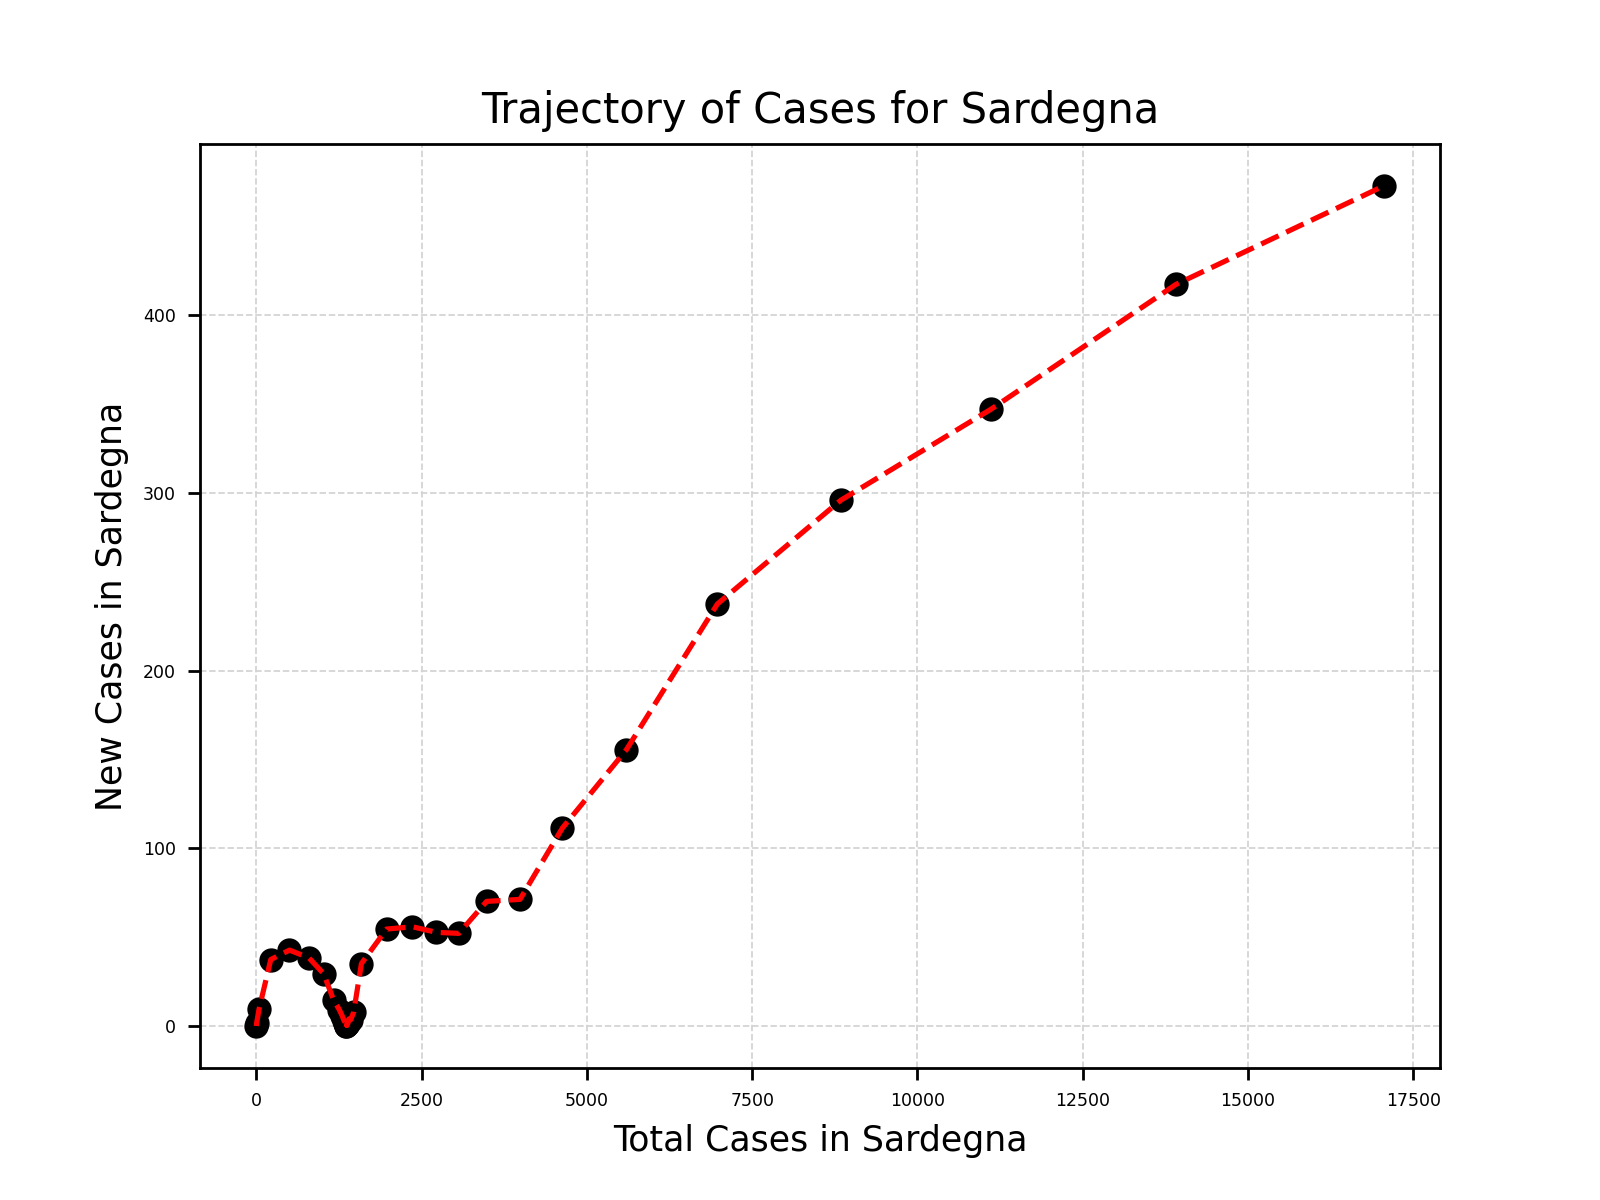 Trajectory of Cases for Sardegna
New Cases in Sardegna
400
300
200
100
0
0 2500 5000 7500 10000 12500 15000 17500
Total Cases in Sardegna